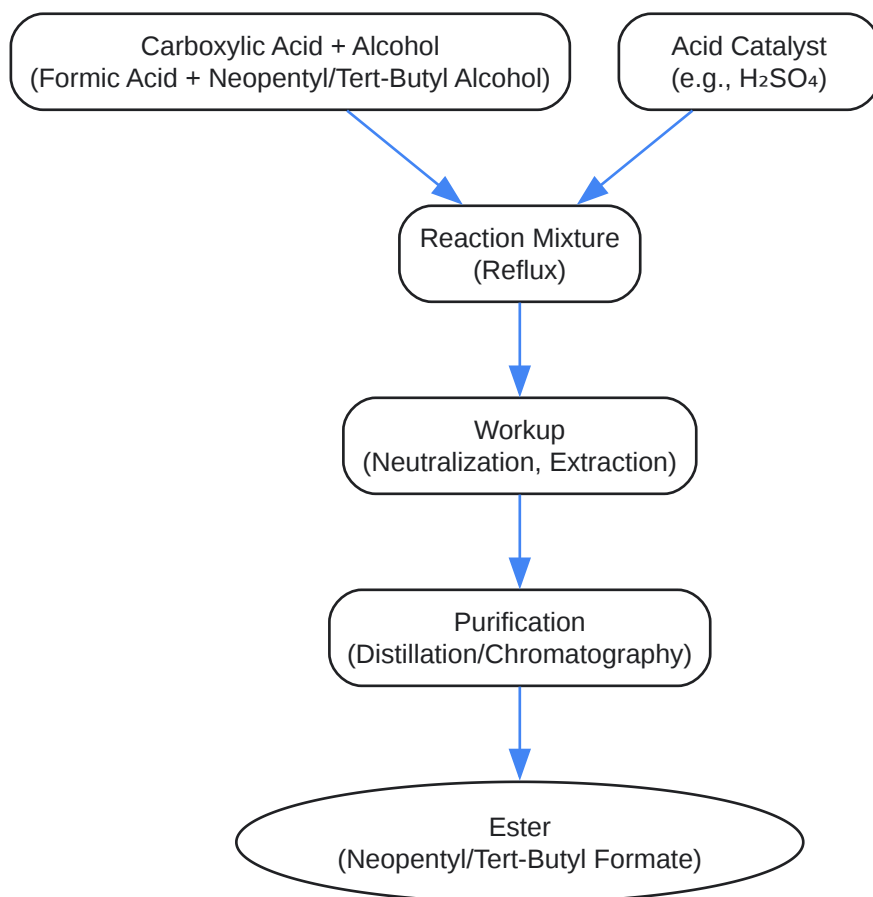 Carboxylic Acid + Alcohol
(Formic Acid + Neopentyl/Tert-Butyl Alcohol)
Acid Catalyst
(e.g., H₂SO₄)
Reaction Mixture
(Reflux)
Workup
(Neutralization, Extraction)
Purification
(Distillation/Chromatography)
Ester
(Neopentyl/Tert-Butyl Formate)